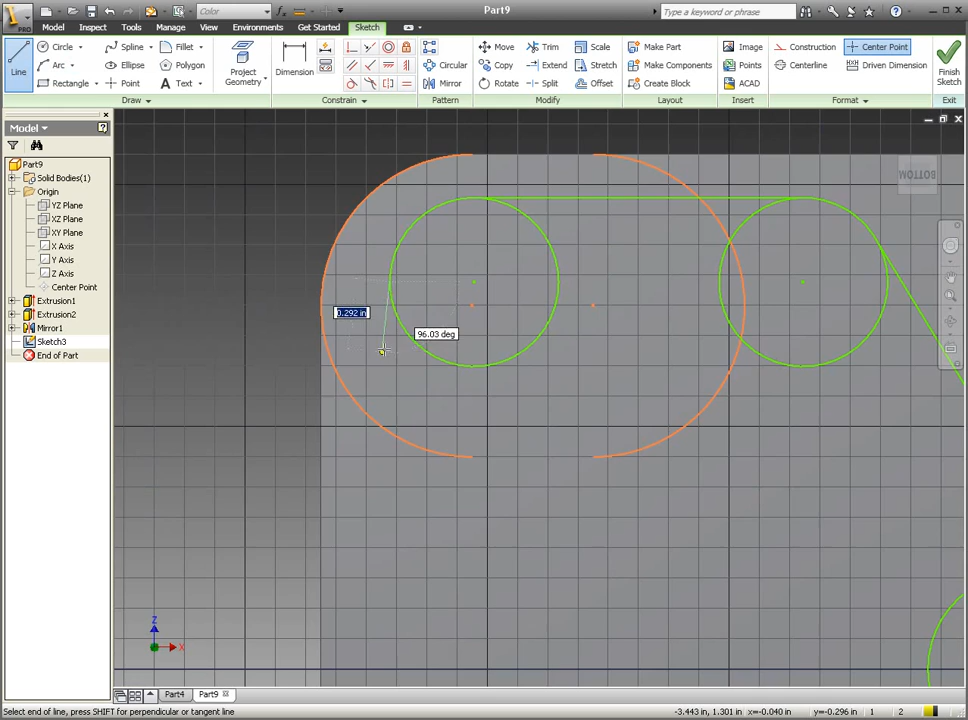 Color
Part9
Type a keyword or phrase
PRO
Model
Inspect
Tools
Manage
View
Environments
Get Started
Sketch
Line
Circle
Spline
Fillet
Arc
Ellipse
Polygon
Rectangle
Point
Text
Project
Geometry
Dimension
Circular
Mirror
Move
Trim
Scale
Copy
Extend
Stretch
Rotate
Split
Make Part
Make Components
Create Block
Image
Points
ACAD
Construction
Center Point
Centerline
Driven Dimension
Finish
Sketch
Draw
Constrain
Pattern
Modify
Layout
Insert
Format
Exit
Model
Part9
Solid Bodies(1)
Origin
YZ Plane
XZ Plane
XY Plane
X Axis
Y Axis
Z Axis
Center Point
Extrusion1
Extrusion2
Mirror1
Sketch3
End of Part
BOTTOM
0.292 in
96.03 deg
Z
X
Part4
Part9
Select end of line, press SHIFT for perpendicular or tangent line
-3.443 in, 1.301 in
x=-0.040 in
y=-0.296 in
1
2